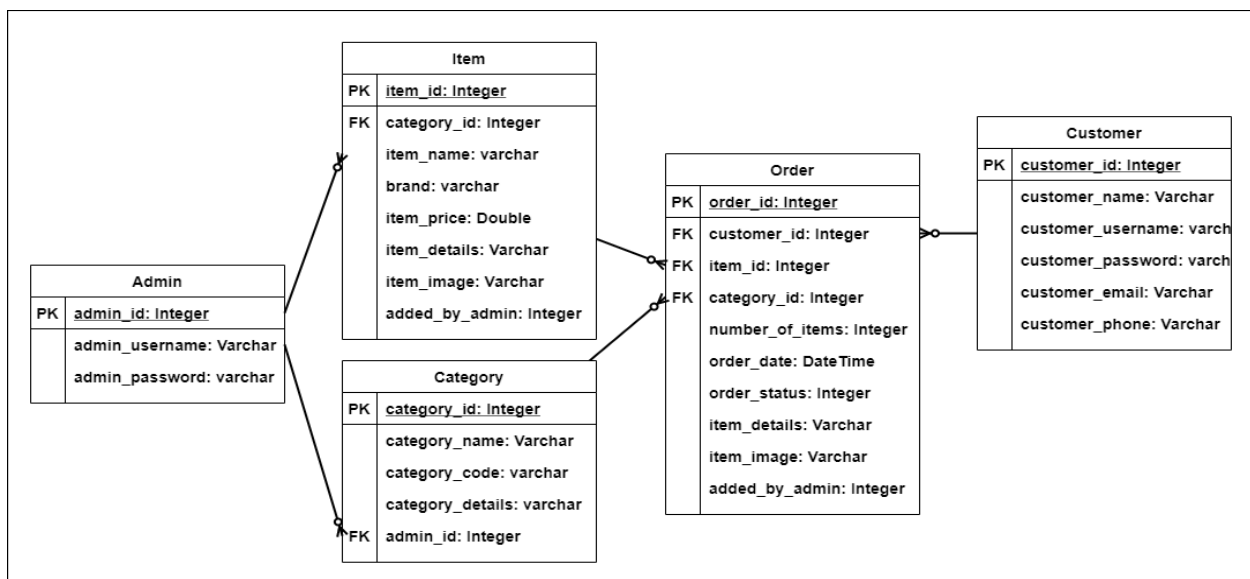 Item
PK item_id: Integer
FK category_id: Integer
item_name: varchar
brand: varchar
item_price: Double
item_details: Varchar
item_image: Varchar
added_by_admin: Integer
Admin
PK admin_id: Integer
admin_username: Varchar
admin_password: varchar
Category
PK category_id: Integer
category_name: Varchar
category_code: varchar
category_details: varchar
FK admin_id: Integer
Order
PK order_id: Integer
FK customer_id: Integer
FK item_id: Integer
FK category_id: Integer
number_of_items: Integer
order_date: DateTime
order_status: Integer
item_details: Varchar
item_image: Varchar
added_by_admin: Integer
Customer
PK customer_id: Integer
customer_name: Varchar
customer_username: varch
customer_password: varch
customer_email: Varchar
customer_phone: Varchar